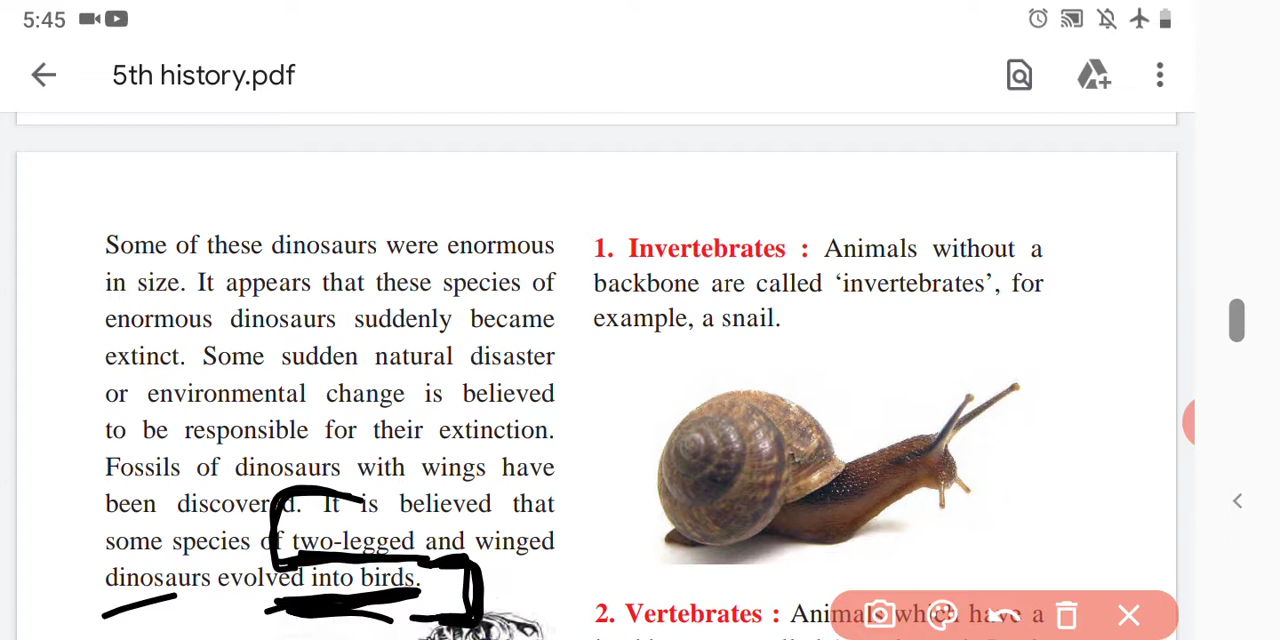 5:45
5th history.pdf
Some of these dinosaurs were enormous
in size. It appears that these species of
enormous dinosaurs suddenly became
extinct. Some sudden natural disaster
or environmental change is believed
to be responsible for their extinction.
Fossils of dinosaurs with wings have
been discovered. It is believed that
some species of two-legged and winged
dinosaurs evolved into birds.
1. Invertebrates : Animals without a
backbone are called ‘invertebrates’, for
example, a snail.
2. Vertebrates : Animals which have a